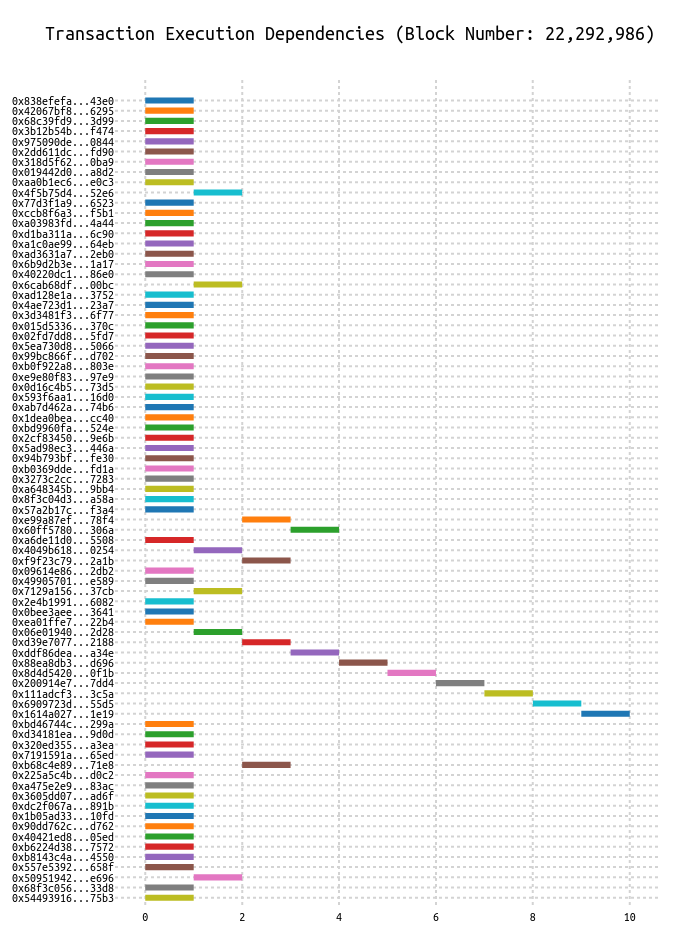 Transaction Execution Dependencies (Block Number: 22,292,986)
0x838efefa...43e0
0x42067bf8...6295
0x68c39fd9...3d99
0x3b12b54b...f474
0x975090de...0844
0x2dd611dc...fd90
0x318d5f62...0ba9
0x019442d0...a8d2
0xaa0b1ec6...e0c3
0x4f5b75d4...52e6
0x77d3f1a9...6523
0xccb8f6a3...f5b1
0xa03983fd...4a44
0xd1ba311a...6c90
0xa1c0ae99...64eb
0xad3631a7...2eb0
0x6b9d2b3e...1a17
0x40220dc1...86e0
0x6cab68df...00bc
0xad128e1a...3752
0x4ae723d1...23a7
0x3d3481f3...6f77
0x015d5336...370c
0x02fd7dd8...5fd7
0x5ea730d8...5066
0x99bc866f...d702
0xb0f922a8...803e
0xe9e80f83...97e9
0x0d16c4b5...73d5
0x593f6aa1...16d0
0xab7d462a...74b6
0x1dea0bea...cc40
0xbd9960fa...524e
0x2cf83450...9e6b
0x5ad98ec3...446a
0x94b793bf...fe30
0xb0369dde...fd1a
0x3273c2cc...7283
0xa648345b...9bb4
0x8f3c04d3...a58a
0x57a2b17c...f3a4
0xe99a87ef...78f4
0x60ff5780...306a
0xa6de11d0...5508
0x4049b618...0254
0xf9f23c79...2a1b
0x09614e86...2db2
0x49905701...e589
0x7129a156...37cb
0x2e4b1991...6082
0x0bee3aee...3641
0xea01ffe7...22b4
0x06e01940...2d28
0xd39e7077...2188
0xddf86dea...a34e
0x88ea8db3...d696
0x8d4d5420...0f1b
0x200914e7...7dd4
0x111adcf3...3c5a
0x6909723d...55d5
0x1614a027...1e19
0xbd46744c...299a
0xd34181ea...9d0d
0x320ed355...a3ea
0x7191591a...65ed
0xb68c4e89...71e8
0x225a5c4b...d0c2
0xa475e2e9...83ac
0x3605dd07...ad6f
0xdc2f067a...891b
0x1b05ad33...10fd
0x90dd762c...d762
0x40421ed8...05ed
0xb6224d38...7572
0xb8143c4a...4550
0x557e5392...658f
0x50951942...e696
0x68f3c056...33d8
0x54493916...75b3
0 2 4 6 8 10